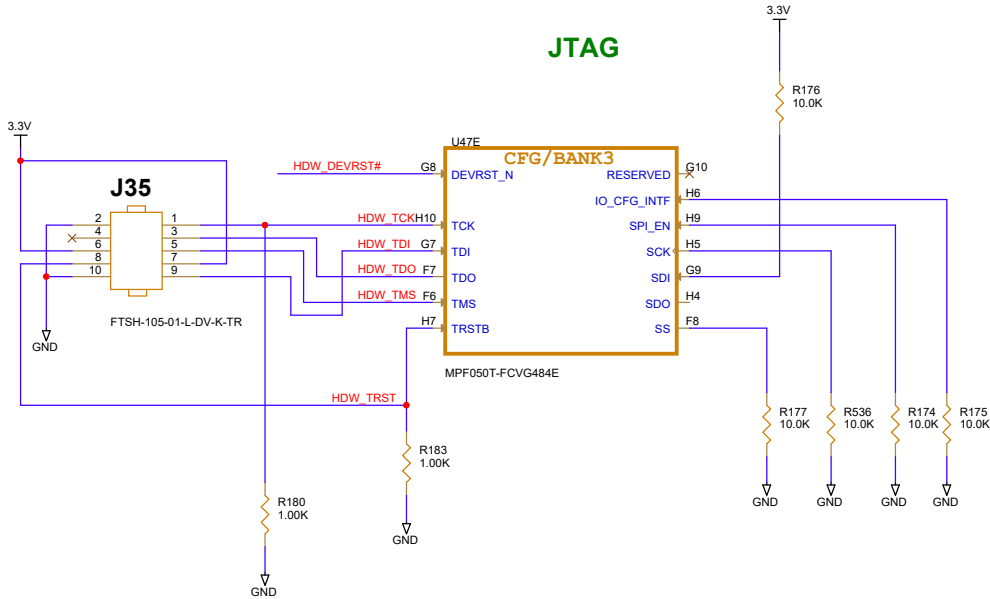 JTAG
3.3V
R176
10.0K
3.3V
J35
2
4
6
8
10
1
3
5
7
9
FTSH-105-01-L-DV-K-TR
GND
U47E
CFG/BANK3
HDW_DEVRST#
G8
DEVRST_N
HDW_TCK
H10
TCK
HDW_TDI
G7
TDI
HDW_TDO
F7
TDO
HDW_TMS
F6
TMS
H7
TRSTB
RESERVED
G10
IO_CFG_INTF
H6
SPI_EN
H9
SCK
H5
SDI
G9
SDO
H4
SS
F8
MPF050T-FCVG484E
HDW_TRST
R183
1.00K
GND
R180
1.00K
GND
R177
10.0K
GND
R536
10.0K
GND
R174
10.0K
GND
R175
10.0K
GND